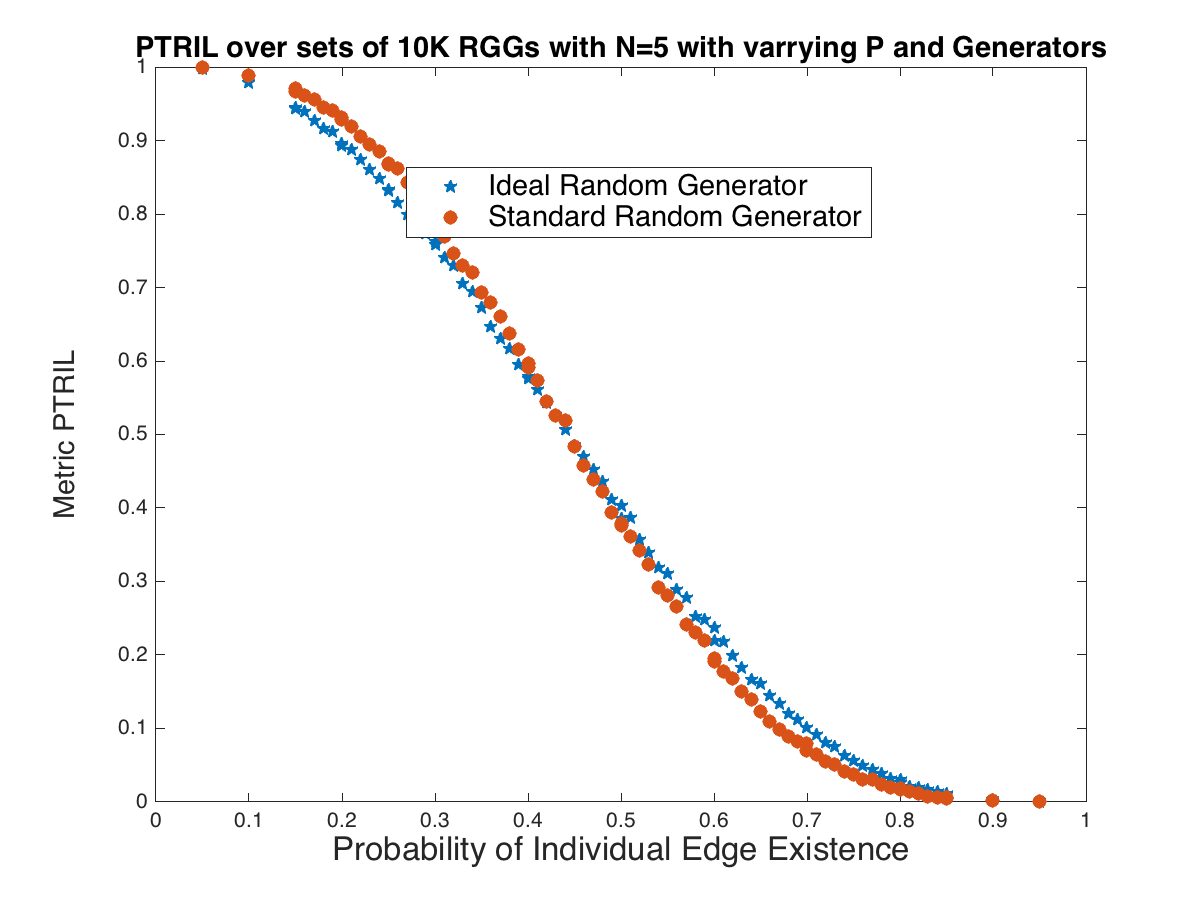 PTRIL over sets of 10K RGGs with N=5 with varrying P and Generators
1
0.9
0.8
0.7
0.6
0.5
0.4
0.3
0.2
0.1
0
Metric PTRIL
Ideal Random Generator
Standard Random Generator
0 0.1 0.2 0.3 0.4 0.5 0.6 0.7 0.8 0.9 1
Probability of Individual Edge Existence